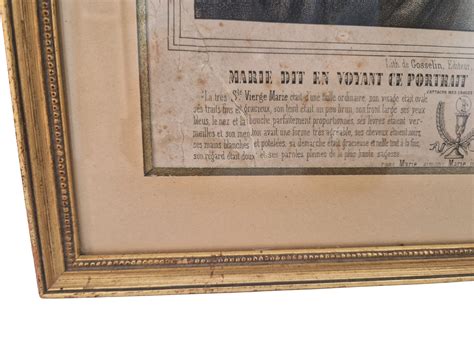 Lith. de Gosselin, Editeur,
MARIE DIT EN VOYANT CE PORTRAIT
La très Ste Vierge Marie était d'une taille ordinaire, son visage était ovale
ses traits fins et gracieux, son teint était un peu brun, son front large, ses yeux
bleus, le nez et la bouche parfaitement proportionnés, ses lèvres étaient ver-
meilles et son menton avait une forme très agréable, ses cheveux étaient
ses mains blanches et potelées, sa démarche était gracieuse et noble tout à la fois,
son regard était doux et ses paroles pleines de la plus haute sagesse.
Marie Marie